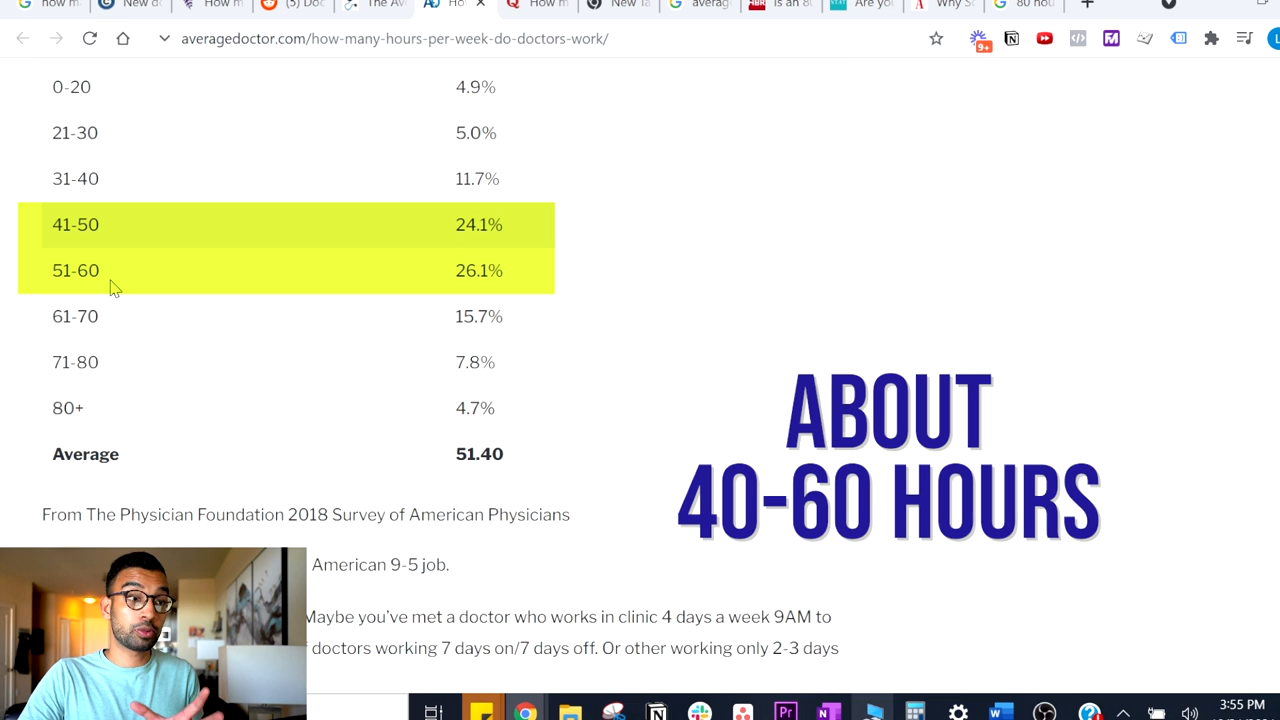 averagedoctor.com/how-many-hours-per-week-do-doctors-work/
9+
0-20 4.9%
21-30 5.0%
31-40 11.7%
41-50 24.1%
51-60 26.1%
61-70 15.7%
71-80 7.8%
80+ 4.7%
Average 51.40
From The Physician Foundation 2018 Survey of American Physicians
American 9-5 job.
Maybe you've met a doctor who works in clinic 4 days a week 9AM to
doctors working 7 days on/7 days off. Or other working only 2-3 days
ABOUT
40-60 HOURS
3:55 PM